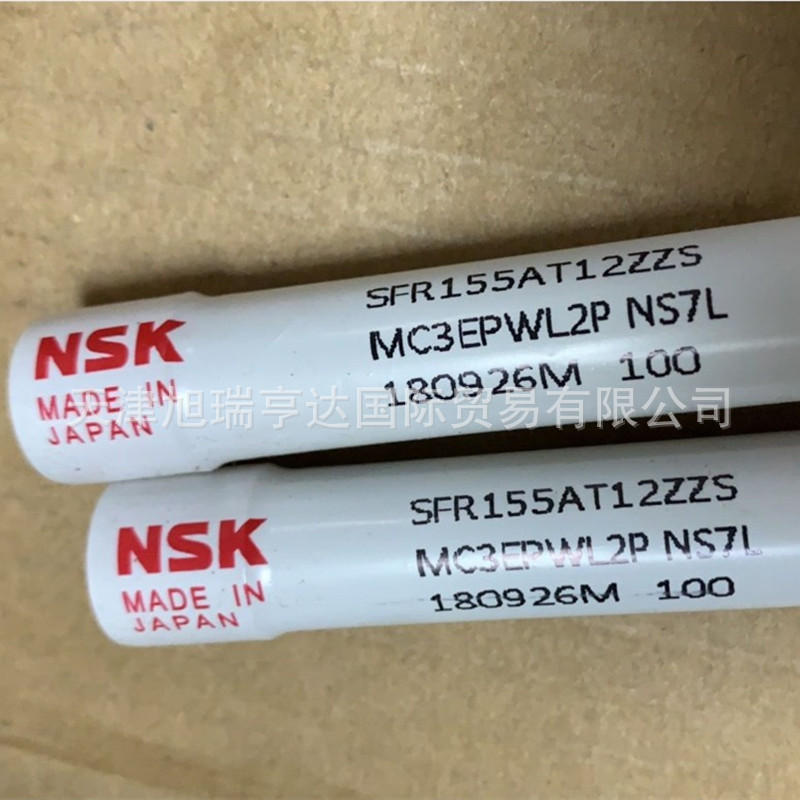 NSK
MADE IN
JAPAN
SFR155AT12ZZS
MC3EPWL2P NS7L
180926M 100
天津旭瑞亨达国际贸易有限公司
NSK
MADE IN
JAPAN
SFR155AT12ZZS
MC3EPWL2P NS7L
180926M 100